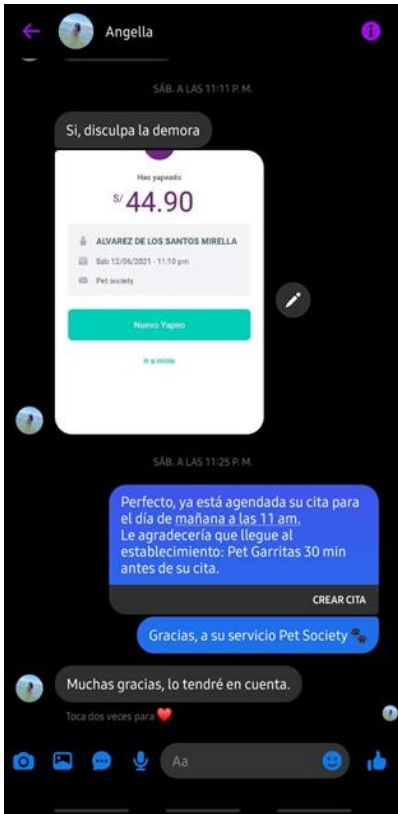 Angella
SÁB. A LAS 11:11 P. M.
Si, disculpa la demora
Has yapeado
S/ 44.90
ALVAREZ DE LOS SANTOS MIRELLA
Sab 12/06/2021 - 11:10 pm
Pet society
Nuevo Yapeo
Ir a inicio
SÁB. A LAS 11:25 P. M.
Perfecto, ya está agendada su cita para
el día de mañana a las 11 am.
Le agradecería que llegue al
establecimiento: Pet Garritas 30 min
antes de su cita.
CREAR CITA
Gracias, a su servicio Pet Society 🐾
Muchas gracias, lo tendré en cuenta.
Toca dos veces para ❤️
Aa